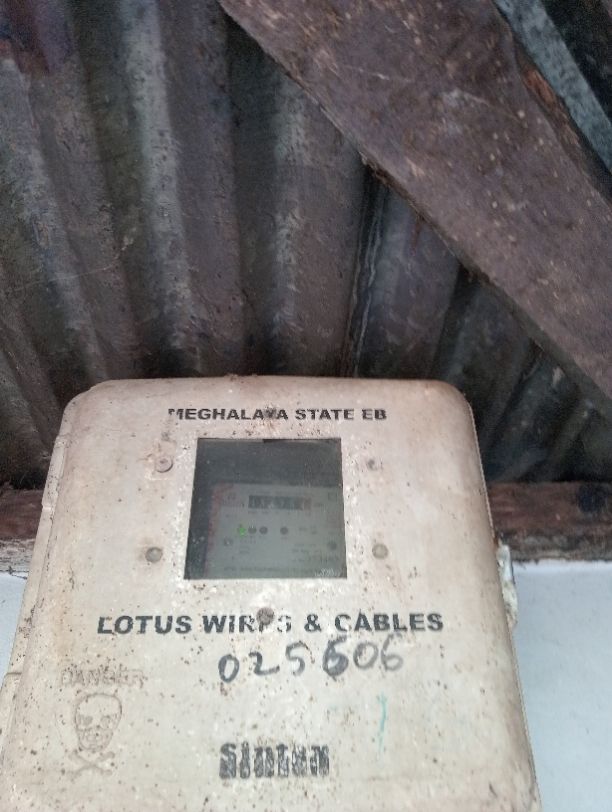 MEGHALAYA STATE EB
LOTUS WIRES & CABLES
025606
DANGER
Sintex